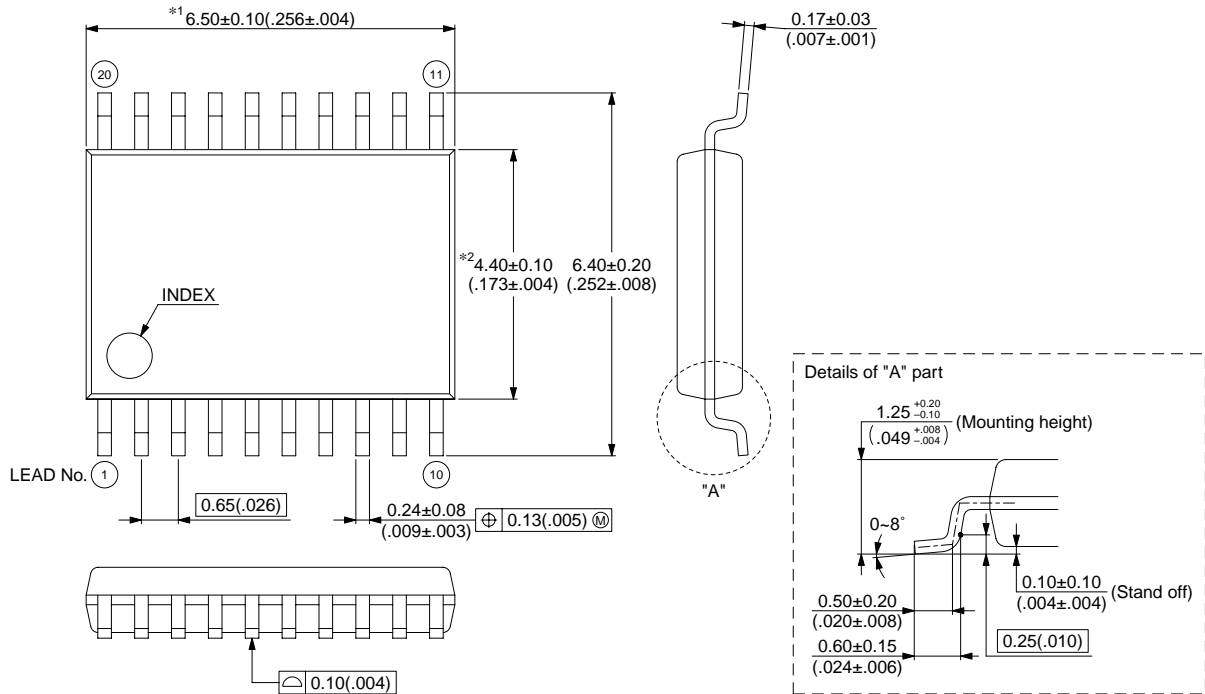 *1 6.50±0.10(.256±.004)
0.17±0.03
(.007±.001)
20
11
*2 4.40±0.10
(.173±.004)
6.40±0.20
(.252±.008)
INDEX
LEAD No.
1
10
"A"
0.65(.026)
0.24±0.08
(.009±.003)
⌖ 0.13(.005) Ⓜ
⌓ 0.10(.004)
Details of "A" part
1.25 +0.20 −0.10 (Mounting height)
(.049 +.008 −.004)
0~8°
0.50±0.20
(.020±.008)
0.60±0.15
(.024±.006)
0.10±0.10 (Stand off)
(.004±.004)
0.25(.010)